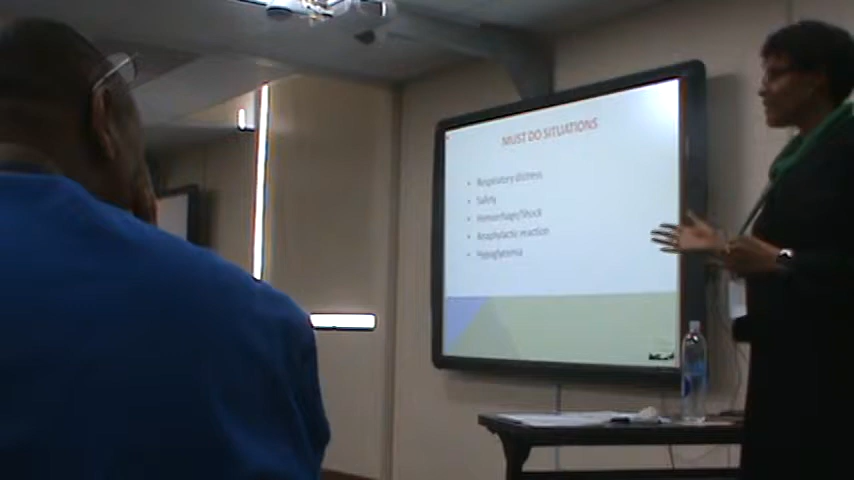 MUST DO SITUATIONS
• Respiratory distress
• Safety
• Hemorrhage/Shock
• Anaphylactic reaction
• Hypoglycemia